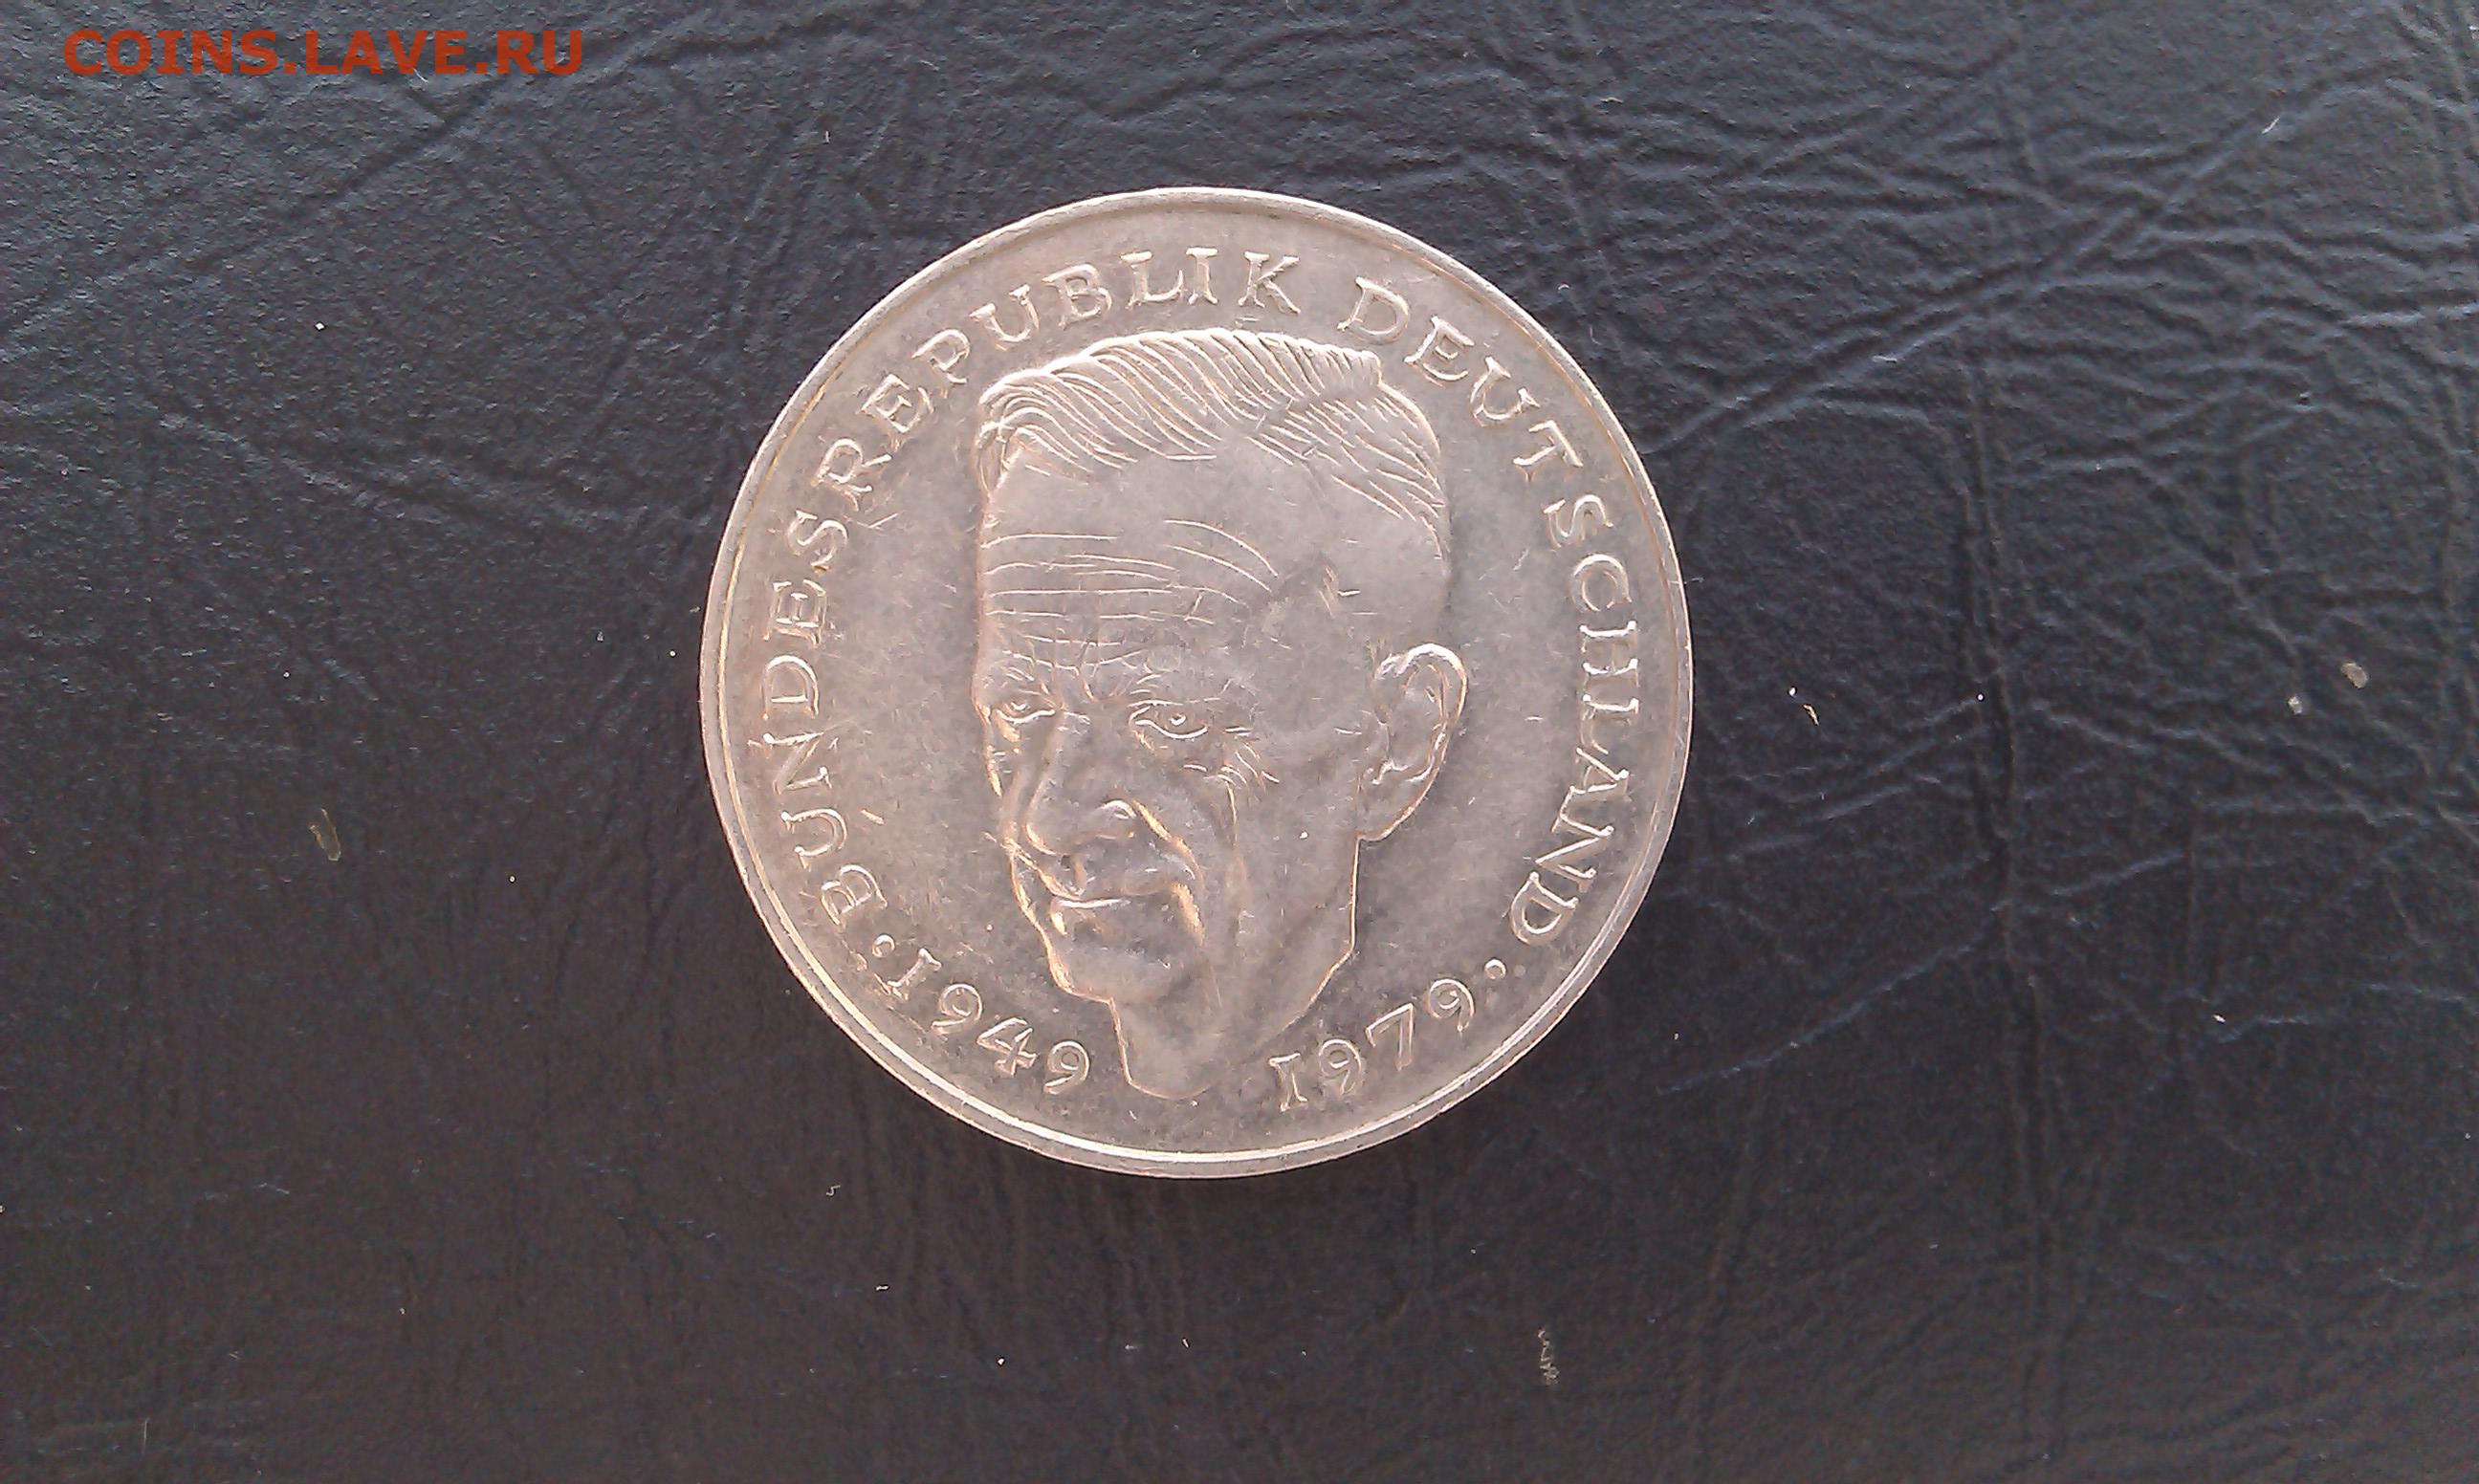 COINS.LAVE.RU
BUNDESREPUBLIK DEUTSCHLAND
· 1949 1979 ·